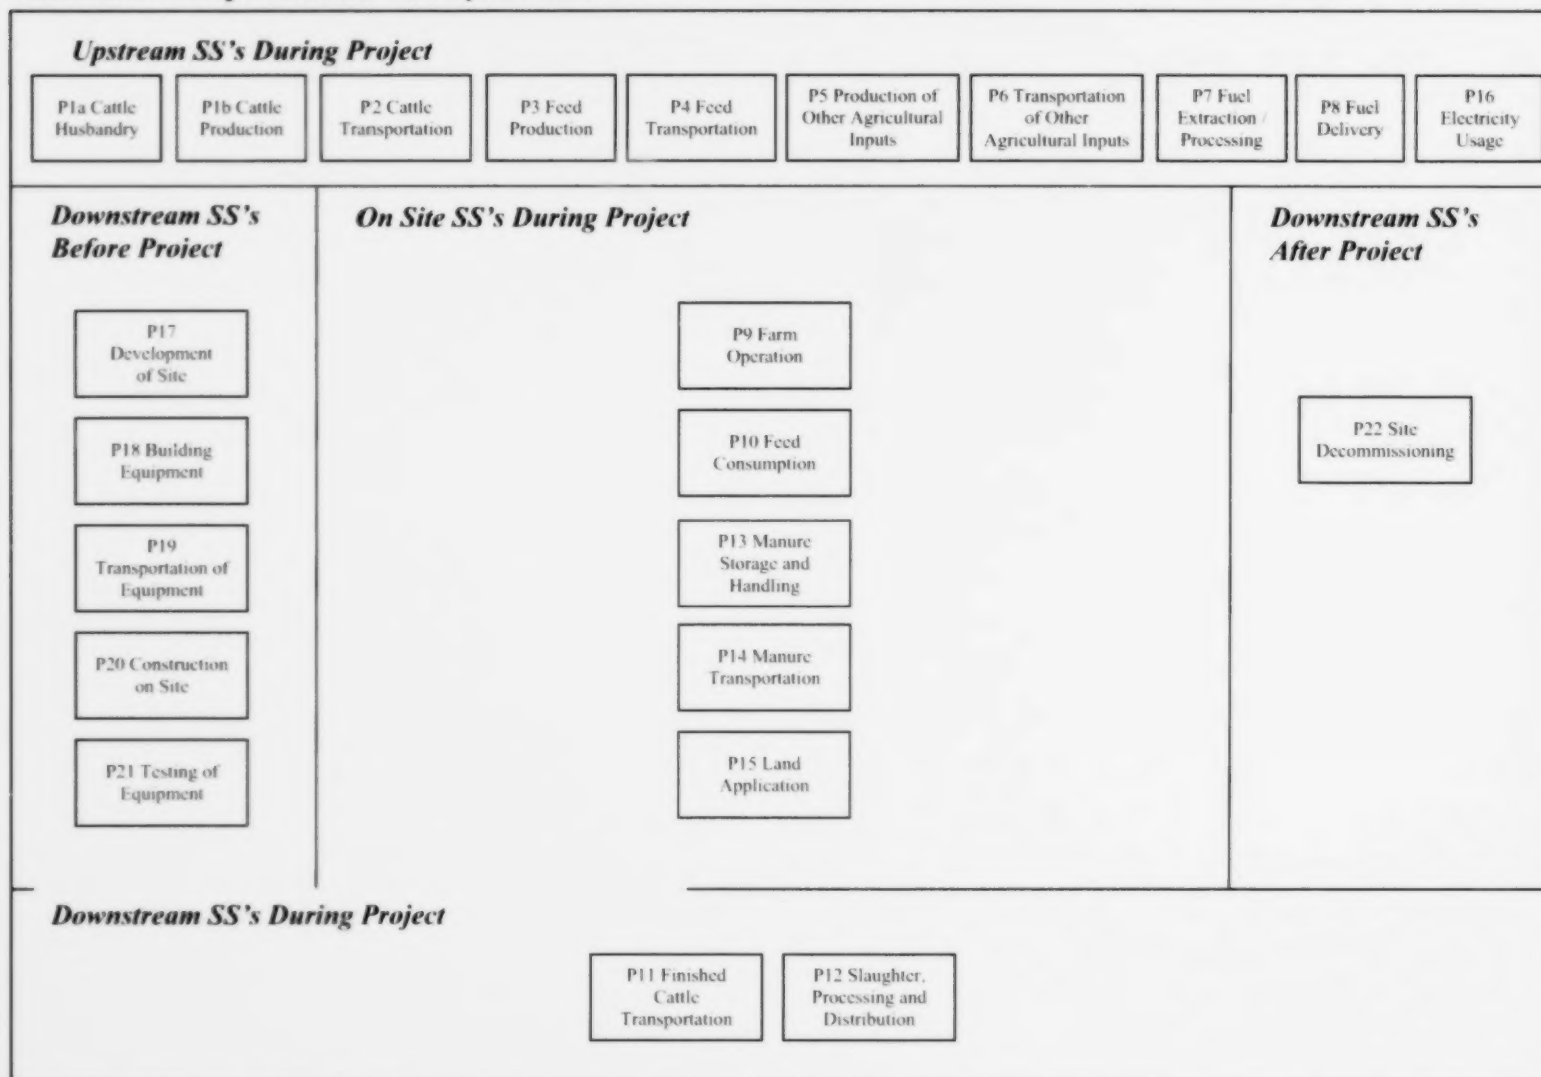 Upstream SS's During Project
P1a Cattle
Husbandry
P1b Cattle
Production
P2 Cattle
Transportation
P3 Feed
Production
P4 Feed
Transportation
P5 Production of
Other Agricultural
Inputs
P6 Transportation
of Other
Agricultural Inputs
P7 Fuel
Extraction /
Processing
P8 Fuel
Delivery
P16
Electricity
Usage
Downstream SS's
Before Project
P17
Development
of Site
P18 Building
Equipment
P19
Transportation of
Equipment
P20 Construction
on Site
P21 Testing of
Equipment
On Site SS's During Project
P9 Farm
Operation
P10 Feed
Consumption
P13 Manure
Storage and
Handling
P14 Manure
Transportation
P15 Land
Application
Downstream SS's
After Project
P22 Site
Decommissioning
Downstream SS's During Project
P11 Finished
Cattle
Transportation
P12 Slaughter,
Processing and
Distribution